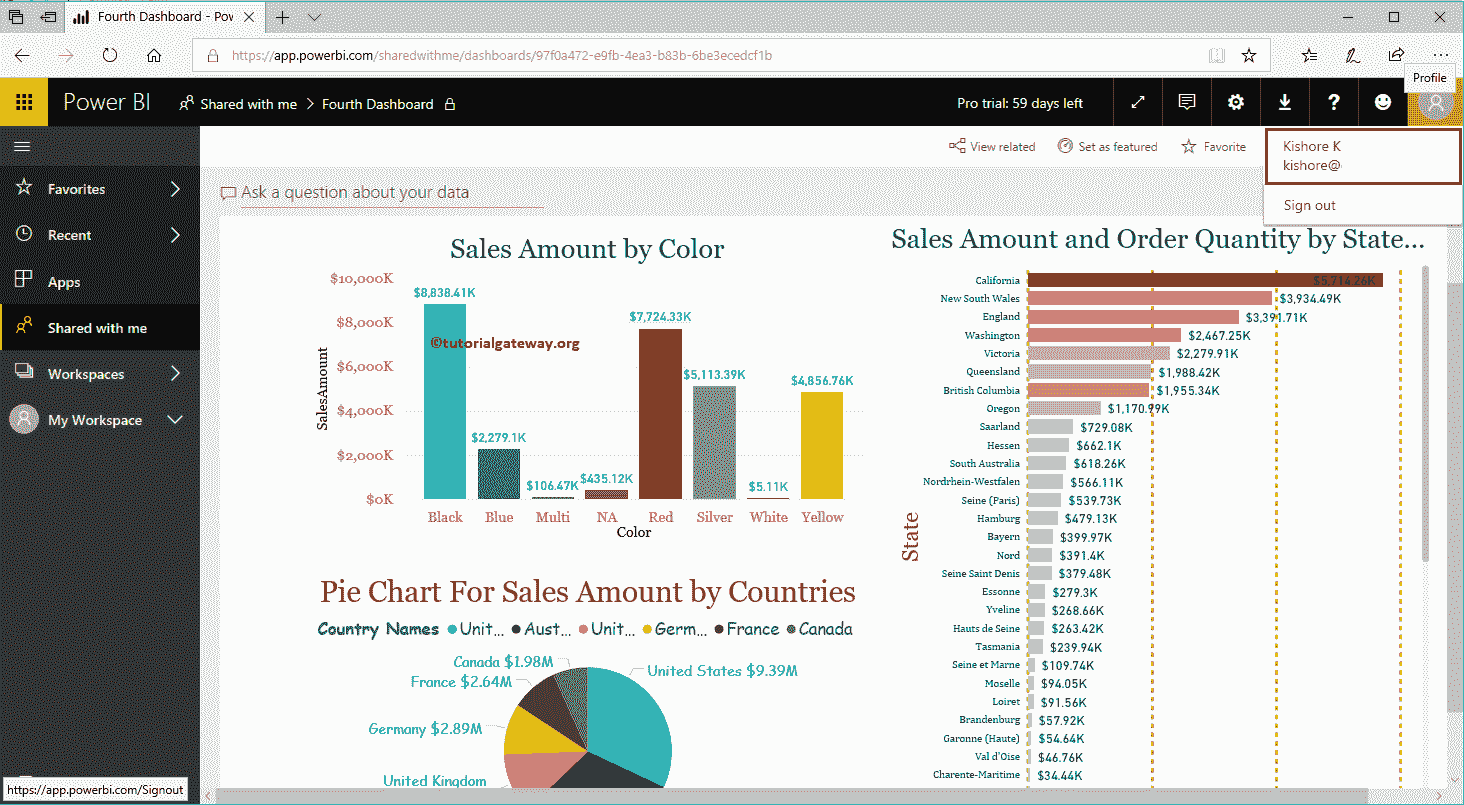 Fourth Dashboard - Pov
https://app.powerbi.com/sharedwithme/dashboards/97f0a472-e9fb-4ea3-b83b-6be3ecedcf1b
Profile
Power BI
Shared with me > Fourth Dashboard
Pro trial: 59 days left
View related
Set as featured
Favorite
Kishore K
kishore@
Sign out
Favorites
Recent
Apps
Shared with me
Workspaces
My Workspace
https://app.powerbi.com/Signout
Ask a question about your data
Sales Amount by Color
SalesAmount
$10,000K
$8,000K
$6,000K
$4,000K
$2,000K
$0K
$8,838.41K
$2,279.1K
$106.47K
$435.12K
$7,724.33K
$5,113.39K
$5.11K
$4,856.76K
©tutorialgateway.org
Black Blue Multi NA Red Silver White Yellow
Color
Pie Chart For Sales Amount by Countries
Country Names Unit... Aust... Unit... Germ... France Canada
Canada $1.98M
United States $9.39M
France $2.64M
Germany $2.89M
United Kingdom
Sales Amount and Order Quantity by State...
State
California $5,714.26K
New South Wales $3,934.49K
England $3,391.71K
Washington $2,467.25K
Victoria $2,279.91K
Queensland $1,988.42K
British Columbia $1,955.34K
Oregon $1,170.99K
Saarland $729.08K
Hessen $662.1K
South Australia $618.26K
Nordrhein-Westfalen $566.11K
Seine (Paris) $539.73K
Hamburg $479.13K
Bayern $399.97K
Nord $391.4K
Seine Saint Denis $379.48K
Essonne $279.3K
Yveline $268.66K
Hauts de Seine $263.42K
Tasmania $239.94K
Seine et Marne $109.74K
Moselle $94.05K
Loiret $91.56K
Brandenburg $57.92K
Garonne (Haute) $54.64K
Val d'Oise $46.76K
Charente-Maritime $34.44K